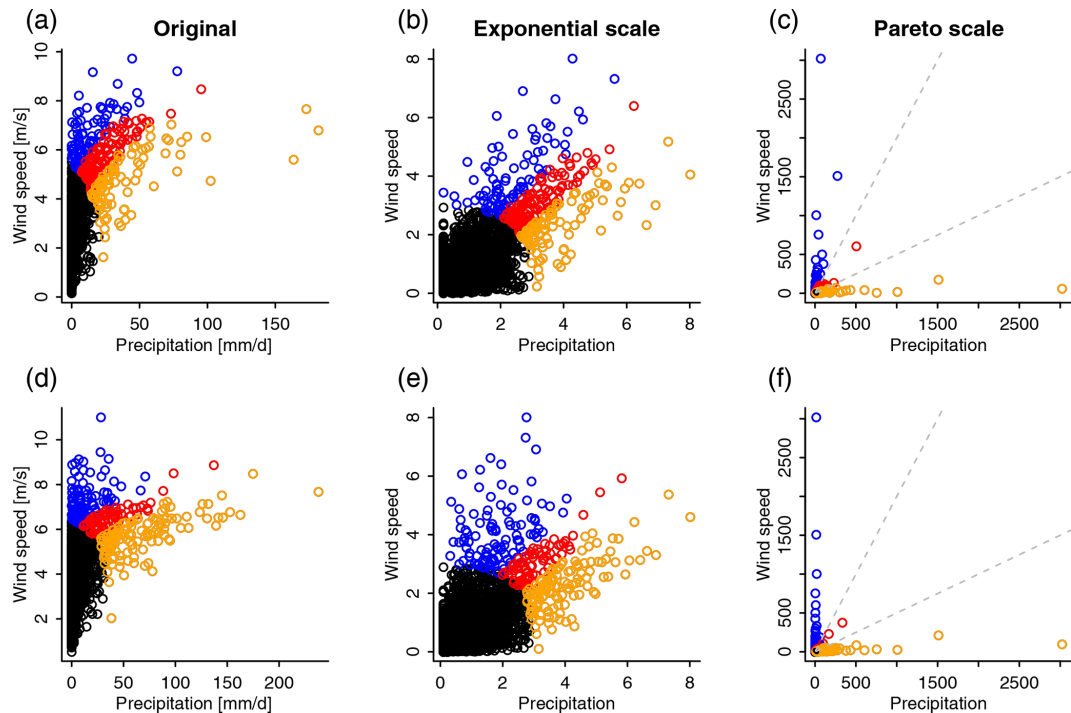 (a) Original
Wind speed [m/s]
10
8
6
4
2
0
0 50 100 150
Precipitation [mm/d]
(b) Exponential scale
Wind speed
8
6
4
2
0
0 2 4 6 8
Precipitation
(c) Pareto scale
Wind speed
2500
1500
500
0
0 500 1500 2500
Precipitation
(d)
Wind speed [m/s]
10
8
6
4
2
0 50 100 150 200
Precipitation [mm/d]
(e)
Wind speed
8
6
4
2
0
0 2 4 6 8
Precipitation
(f)
Wind speed
2500
1500
500
0
0 500 1500 2500
Precipitation